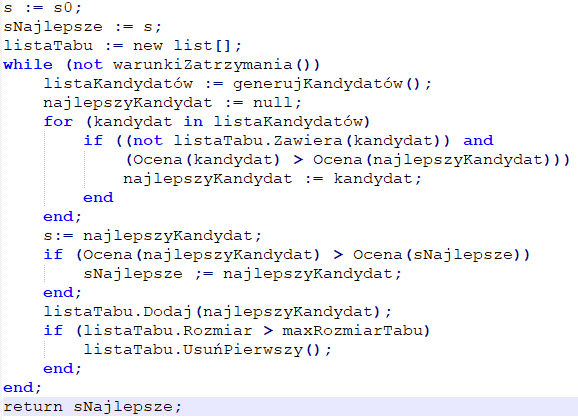 s := s0;
sNajlepsze := s;
listaTabu := new list[];
while (not warunkiZatrzymania())
    listaKandydatów := generujKandydatów();
    najlepszyKandydat := null;
    for (kandydat in listaKandydatów)
        if ((not listaTabu.Zawiera(kandydat)) and
            (Ocena(kandydat) > Ocena(najlepszyKandydat)))
            najlepszyKandydat := kandydat;
        end
    end;
    s:= najlepszyKandydat;
    if (Ocena(najlepszyKandydat) > Ocena(sNajlepsze))
        sNajlepsze ;= najlepszyKandydat;
    end;
    listaTabu.Dodaj(najlepszyKandydat);
    if (listaTabu.Rozmiar > maxRozmiarTabu)
        listaTabu.UsuńPierwszy();
    end;
end;
return sNajlepsze;